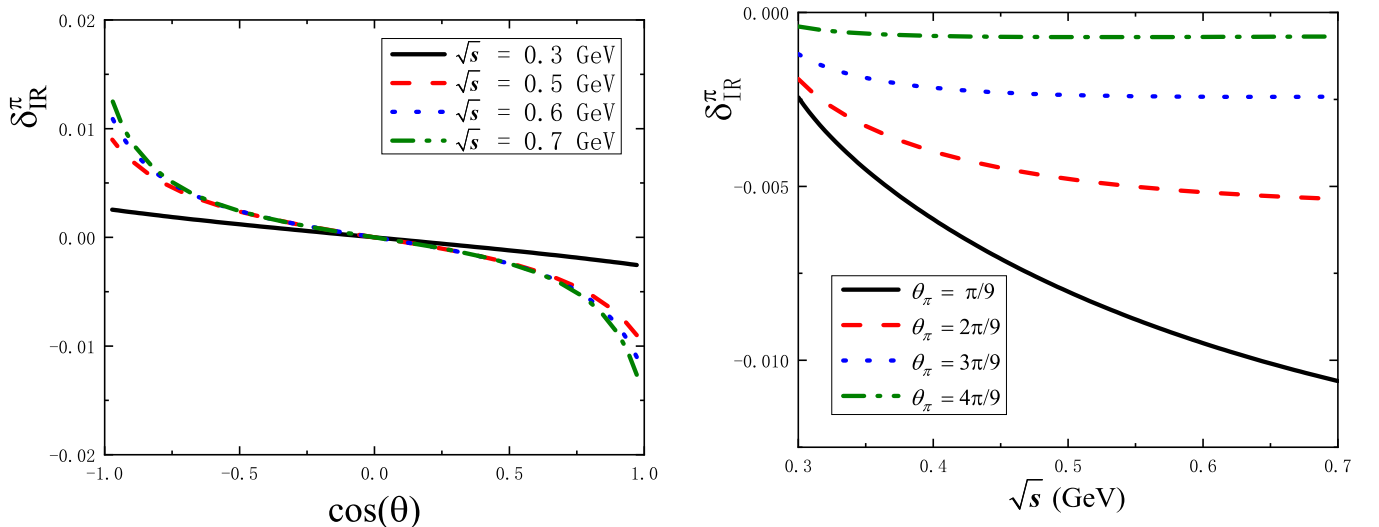 0.02
0.01
0.00
-0.01
-0.02
δ^π_IR
√s = 0.3 GeV
√s = 0.5 GeV
√s = 0.6 GeV
√s = 0.7 GeV
-1.0 -0.5 0.0 0.5 1.0
cos(θ)
0.000
-0.005
-0.010
δ^π_IR
θ_π = π/9
θ_π = 2π/9
θ_π = 3π/9
θ_π = 4π/9
0.3 0.4 0.5 0.6 0.7
√s (GeV)